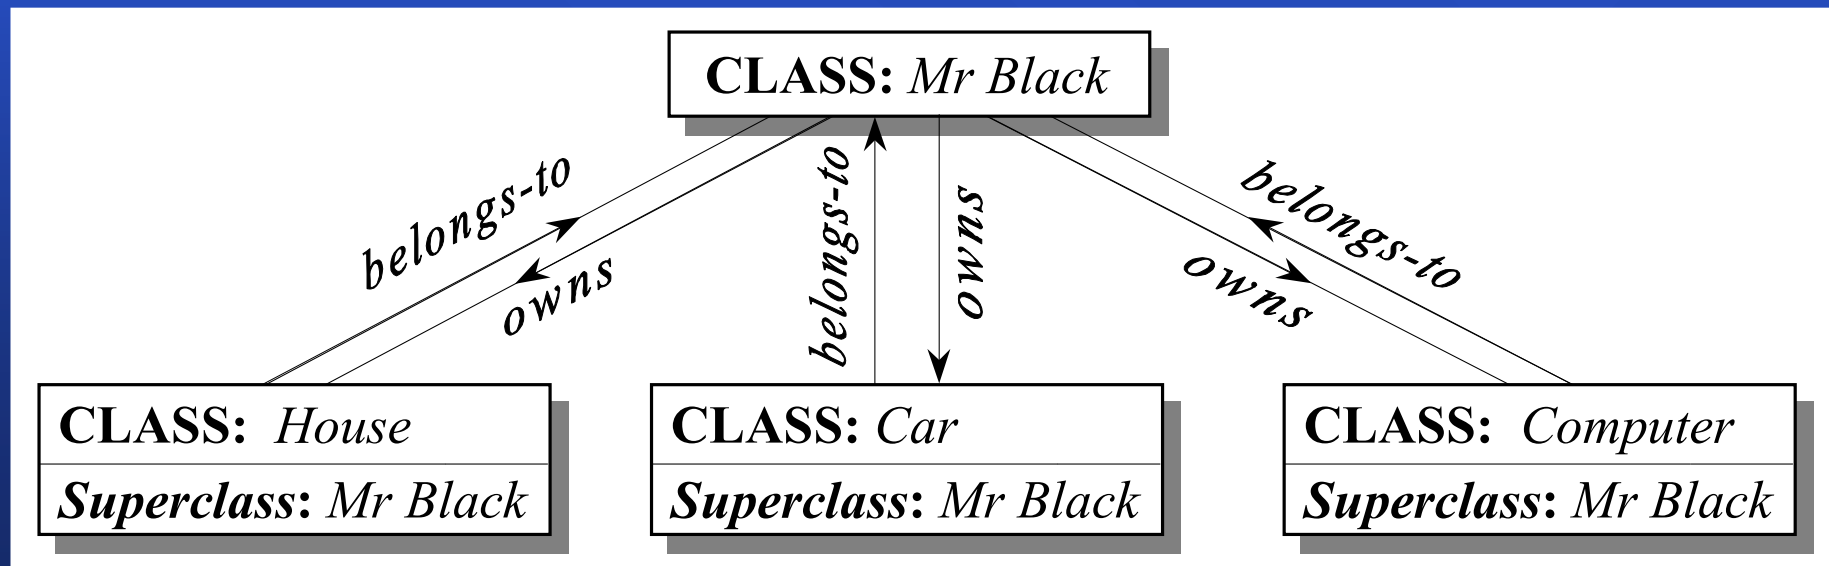 CLASS: Mr Black
belongs-to
owns
belongs-to
owns
belongs-to
owns
CLASS: House
Superclass: Mr Black
CLASS: Car
Superclass: Mr Black
CLASS: Computer
Superclass: Mr Black